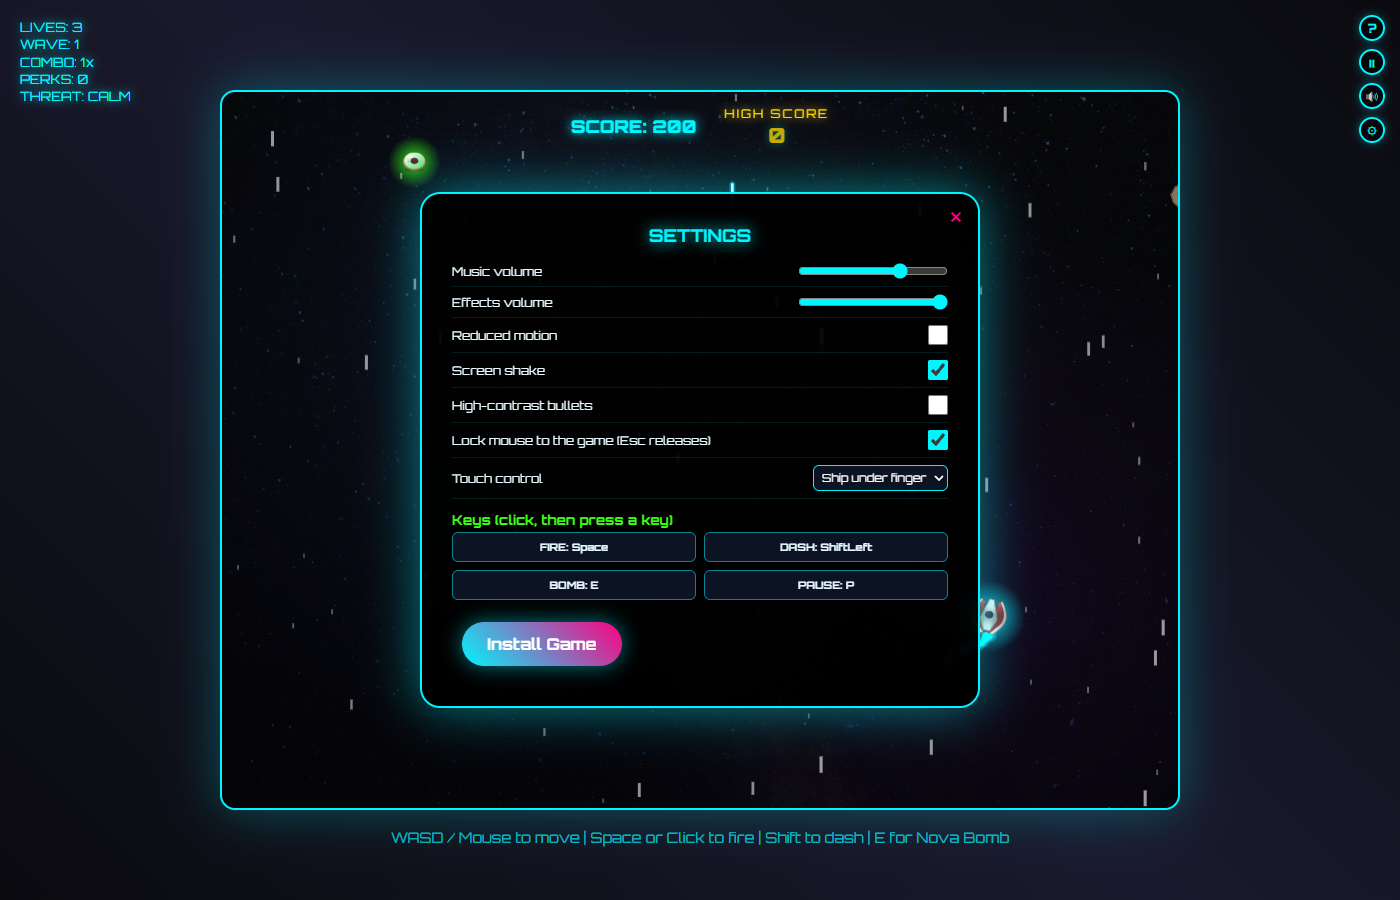 LIVES: 3
WAVE: 1
COMBO: 1x
PERKS: 0
THREAT: CALM
?
SCORE: 200
HIGH SCORE
0
×
SETTINGS
Music volume
Effects volume
Reduced motion
Screen shake
High-contrast bullets
Lock mouse to the game (Esc releases)
Touch control
Ship under finger
Keys (click, then press a key)
FIRE: Space
DASH: ShiftLeft
BOMB: E
PAUSE: P
Install Game
WASD / Mouse to move | Space or Click to fire | Shift to dash | E for Nova Bomb